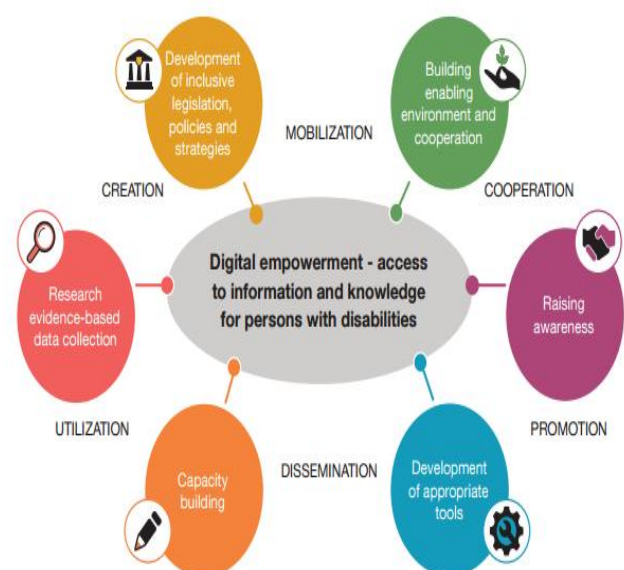 Development
of inclusive
legislation,
policies and
strategies
Building
enabling
environment and
cooperation
MOBILIZATION
CREATION
COOPERATION
Digital empowerment - access
to information and knowledge
for persons with disabilities
Research
evidence-based
data collection
Raising
awareness
UTILIZATION
PROMOTION
DISSEMINATION
Capacity
building
Development
of appropriate
tools